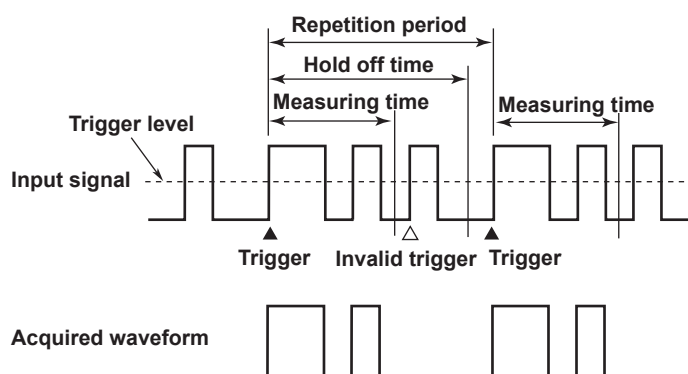 Repetition period
Hold off time
Measuring time
Measuring time
Trigger level
Input signal
Trigger
Invalid trigger
Trigger
Acquired waveform